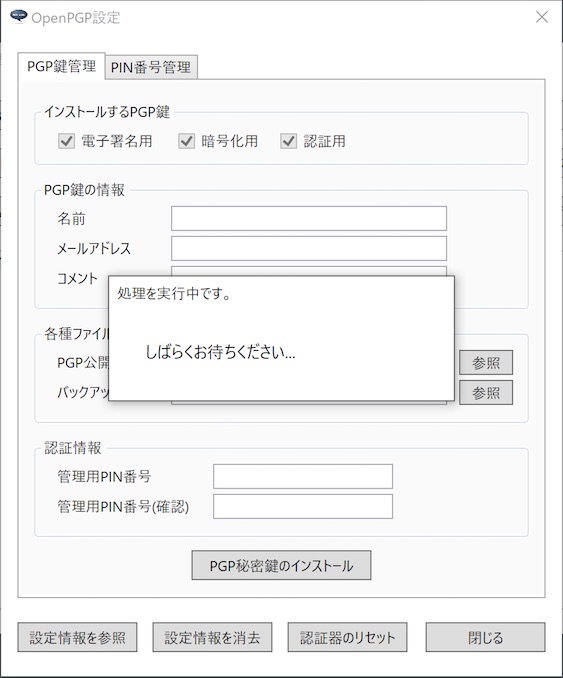 OpenPGP設定
PGP鍵管理 PIN番号管理
インストールするPGP鍵
電子署名用 暗号化用 認証用
PGP鍵の情報
名前
メールアドレス
コメント
処理を実行中です。
しばらくお待ちください...
各種ファイル
PGP公開
参照
バックアッ
参照
認証情報
管理用PIN番号
管理用PIN番号(確認)
PGP秘密鍵のインストール
設定情報を参照 設定情報を消去 認証器のリセット 閉じる